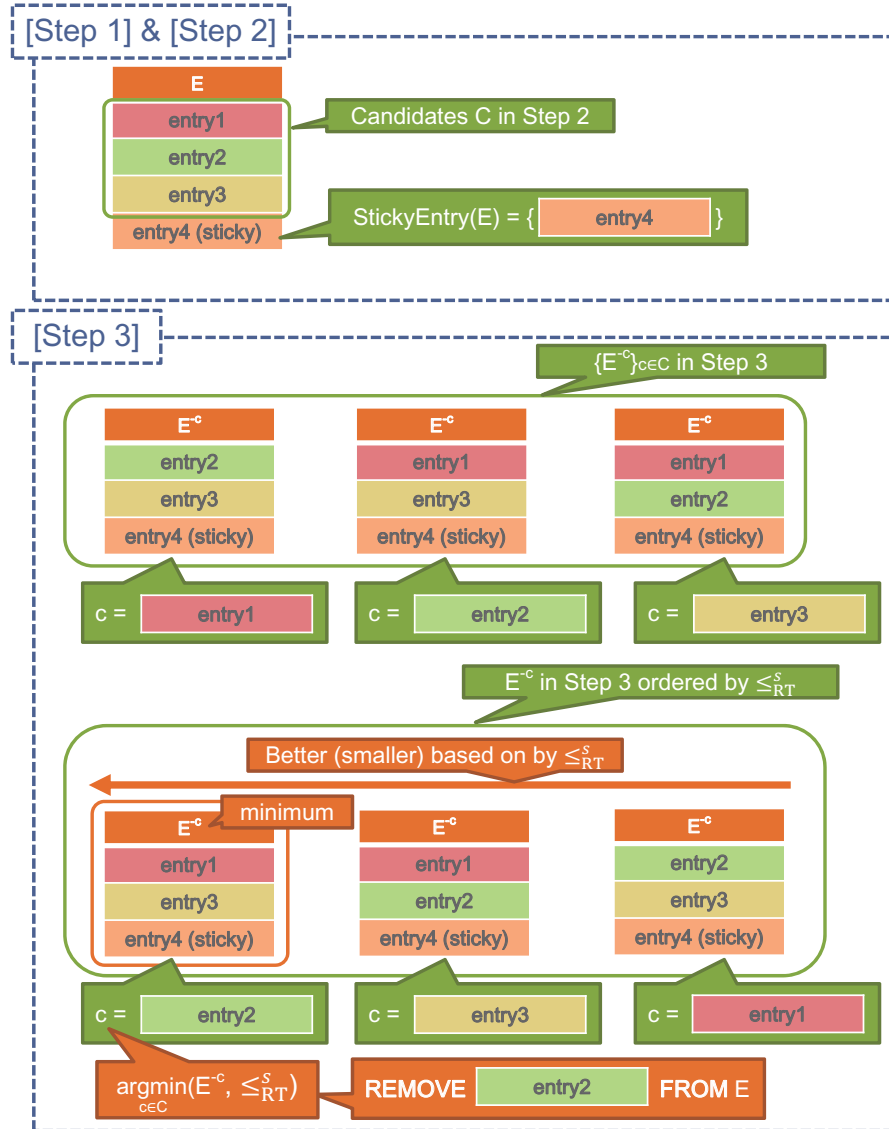 [Step 1] & [Step 2]
E
entry1
Candidates C in Step 2
entry2
entry3
StickyEntry(E) = { entry4 }
entry4 (sticky)
[Step 3]
{E⁻ᶜ}c∈C in Step 3
E⁻ᶜ E⁻ᶜ E⁻ᶜ
entry2 entry1 entry1
entry3 entry3 entry2
entry4 (sticky) entry4 (sticky) entry4 (sticky)
c = entry1 c = entry2 c = entry3
E⁻ᶜ in Step 3 ordered by ≤ˢRT
Better (smaller) based on by ≤ˢRT
minimum
E⁻ᶜ E⁻ᶜ E⁻ᶜ
entry1 entry1 entry2
entry3 entry2 entry3
entry4 (sticky) entry4 (sticky) entry4 (sticky)
c = entry2 c = entry3 c = entry1
argmin(E⁻ᶜ, ≤ˢRT) REMOVE entry2 FROM E
c∈C